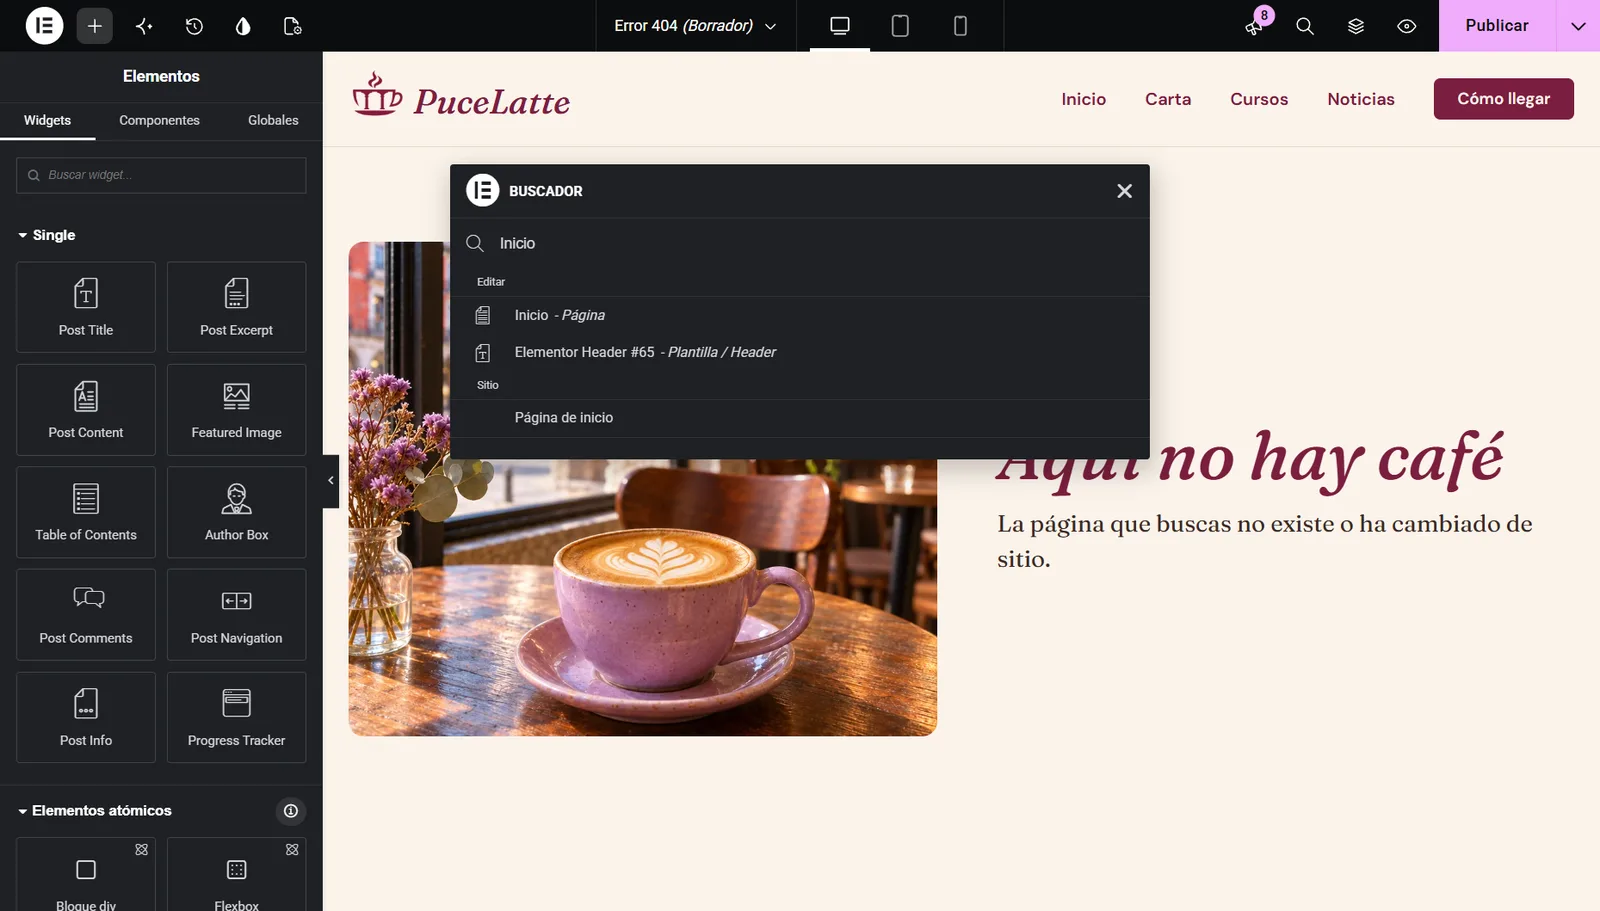 Error 404 (Borrador)
8
Publicar
Elementos
Widgets
Componentes
Globales
Buscar widget...
Single
Post Title
Post Excerpt
Post Content
Featured Image
Table of Contents
Author Box
Post Comments
Post Navigation
Post Info
Progress Tracker
Elementos atómicos
Bloque div
Flexbox
PuceLatte
Inicio
Carta
Cursos
Noticias
Cómo llegar
BUSCADOR
Inicio
Editar
Inicio - Página
Elementor Header #65 - Plantilla / Header
Sitio
Página de inicio
Aquí no hay café
La página que buscas no existe o ha cambiado de
sitio.